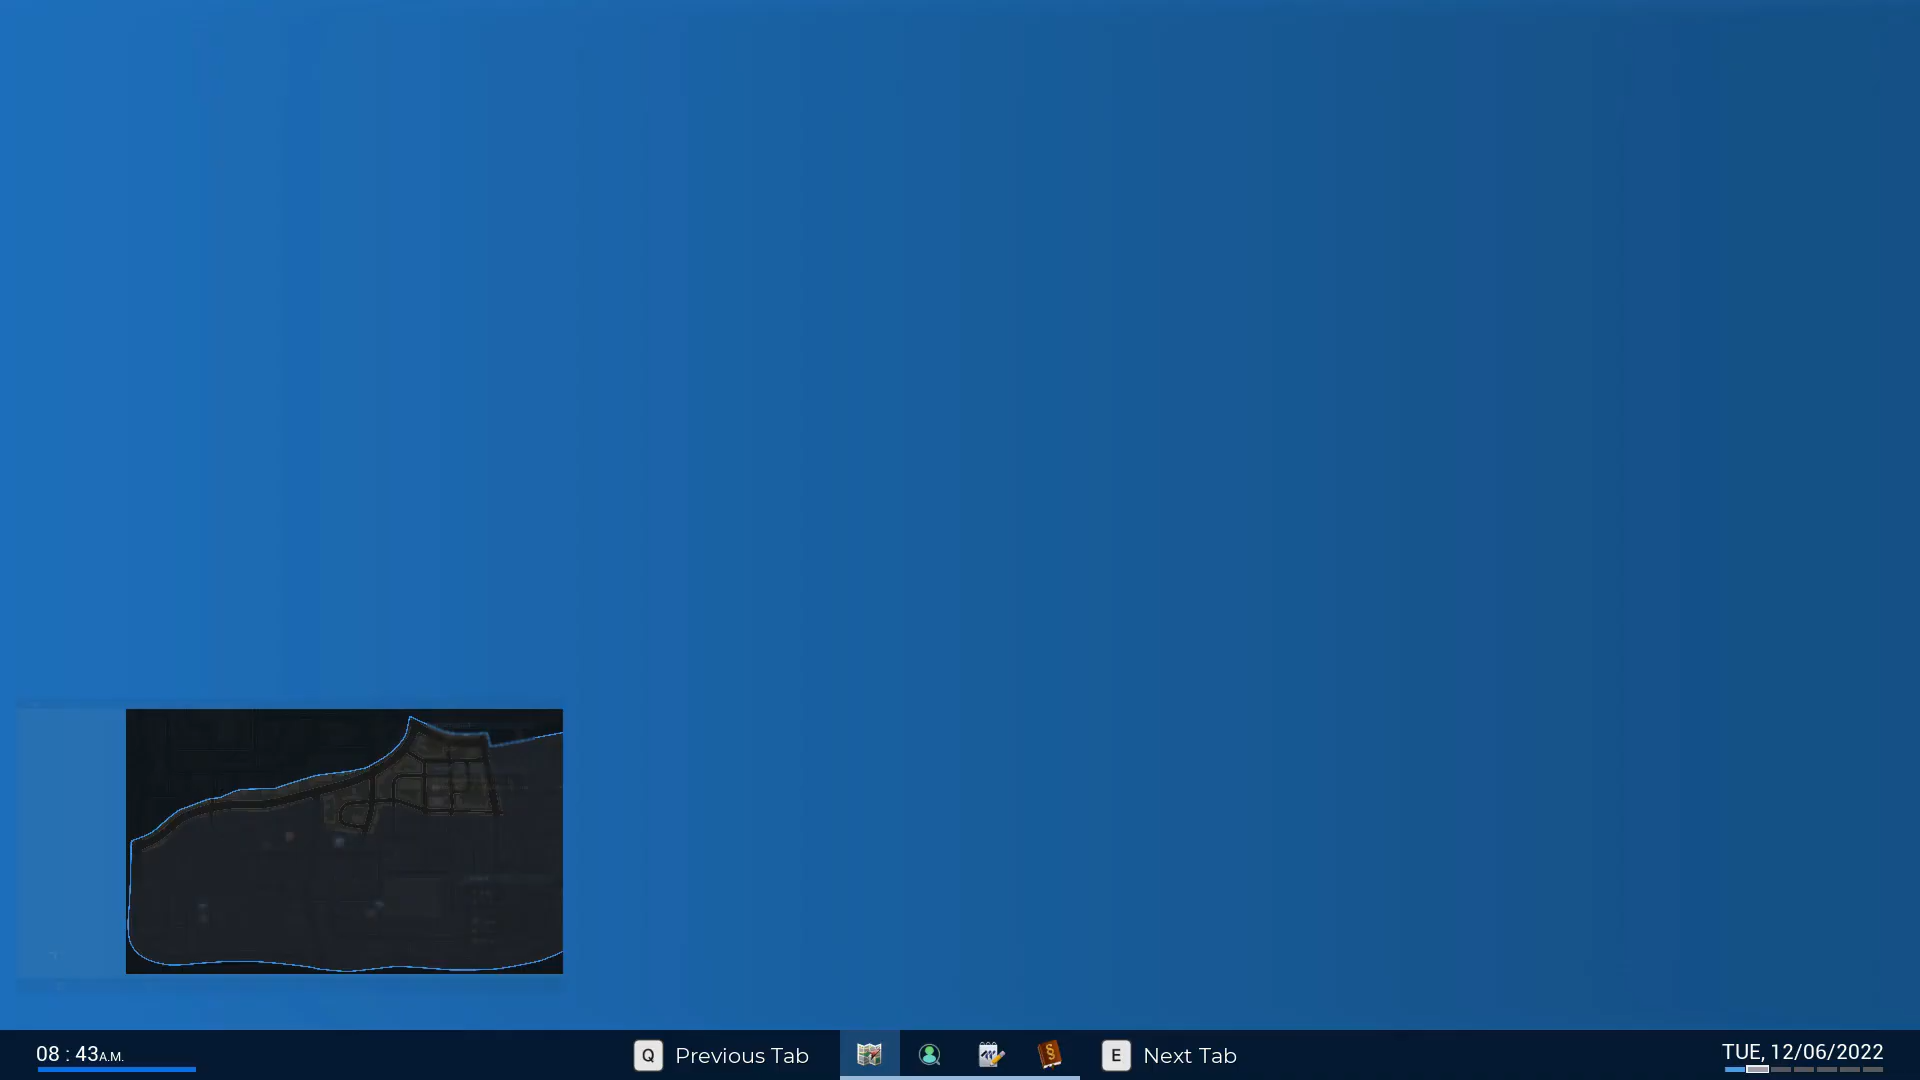 08 : 43A.M.
Q Previous Tab
E Next Tab
TUE, 12/06/2022